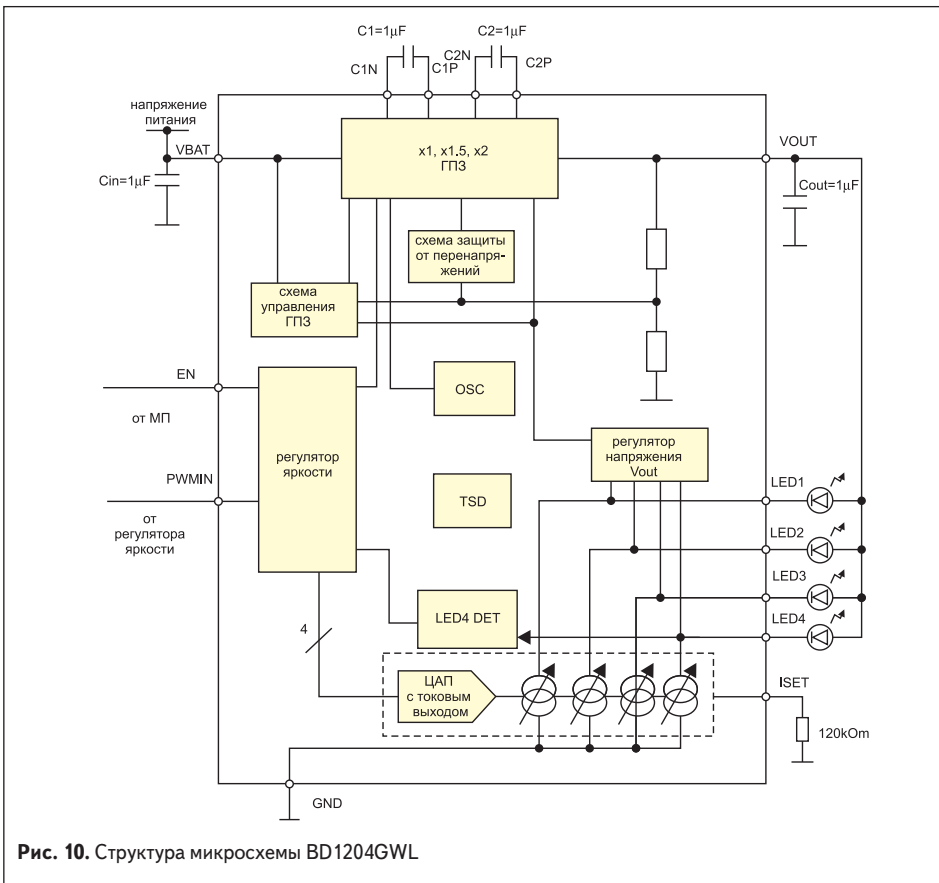 C1=1μF
C2=1μF
C1N
C1P
C2N
C2P
напряжение
питания
VBAT
Cin=1μF
x1, x1.5, x2
ГПЗ
VOUT
Cout=1μF
схема защиты
от перенапря-
жений
схема
управления
ГПЗ
EN
от МП
регулятор
яркости
OSC
PWMIN
от
регулятора
яркости
TSD
регулятор
напряжения
Vout
LED1
LED2
LED3
LED4
LED4 DET
4
ЦАП
с токовым
выходом
ISET
120kOm
GND
Рис. 10. Структура микросхемы BD1204GWL